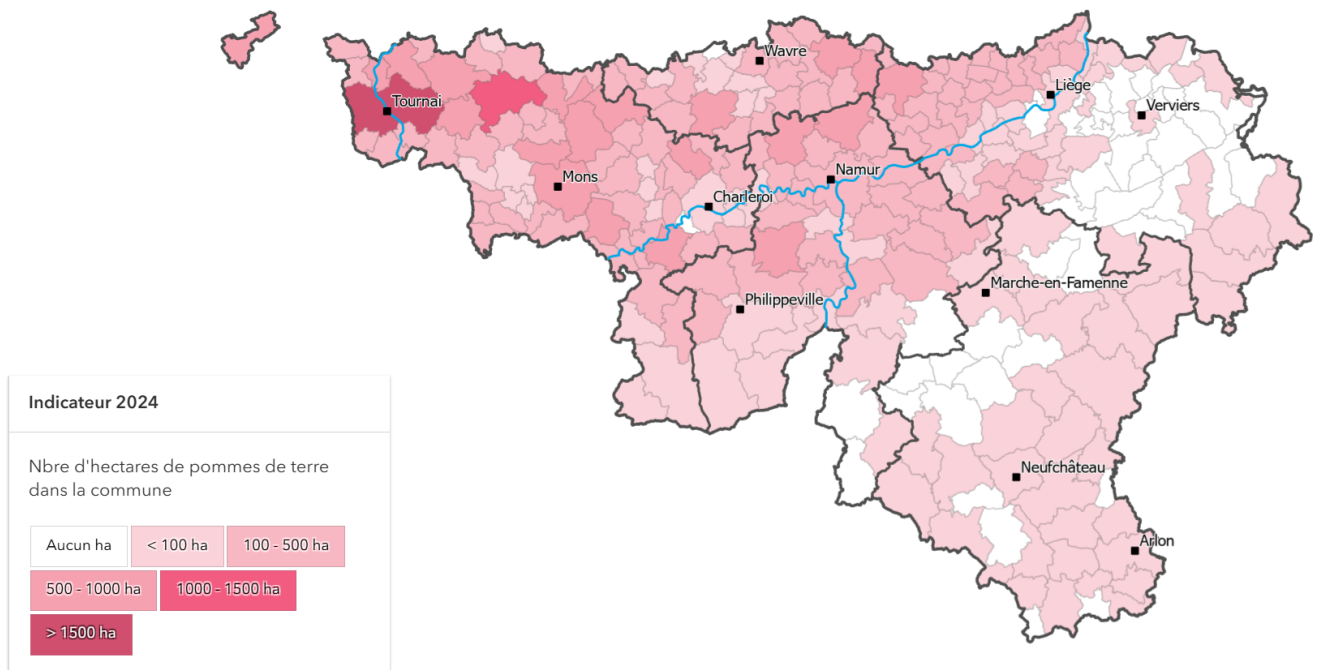 Wavre
Liège
Tournai
Verviers
Mons
Namur
Charleroi
Marche-en-Famenne
Philippeville
Indicateur 2024
Nbre d'hectares de pommes de terre
dans la commune
Neufchâteau
Aucun ha
< 100 ha
100 - 500 ha
Arlon
500 - 1000 ha
1000 - 1500 ha
> 1500 ha